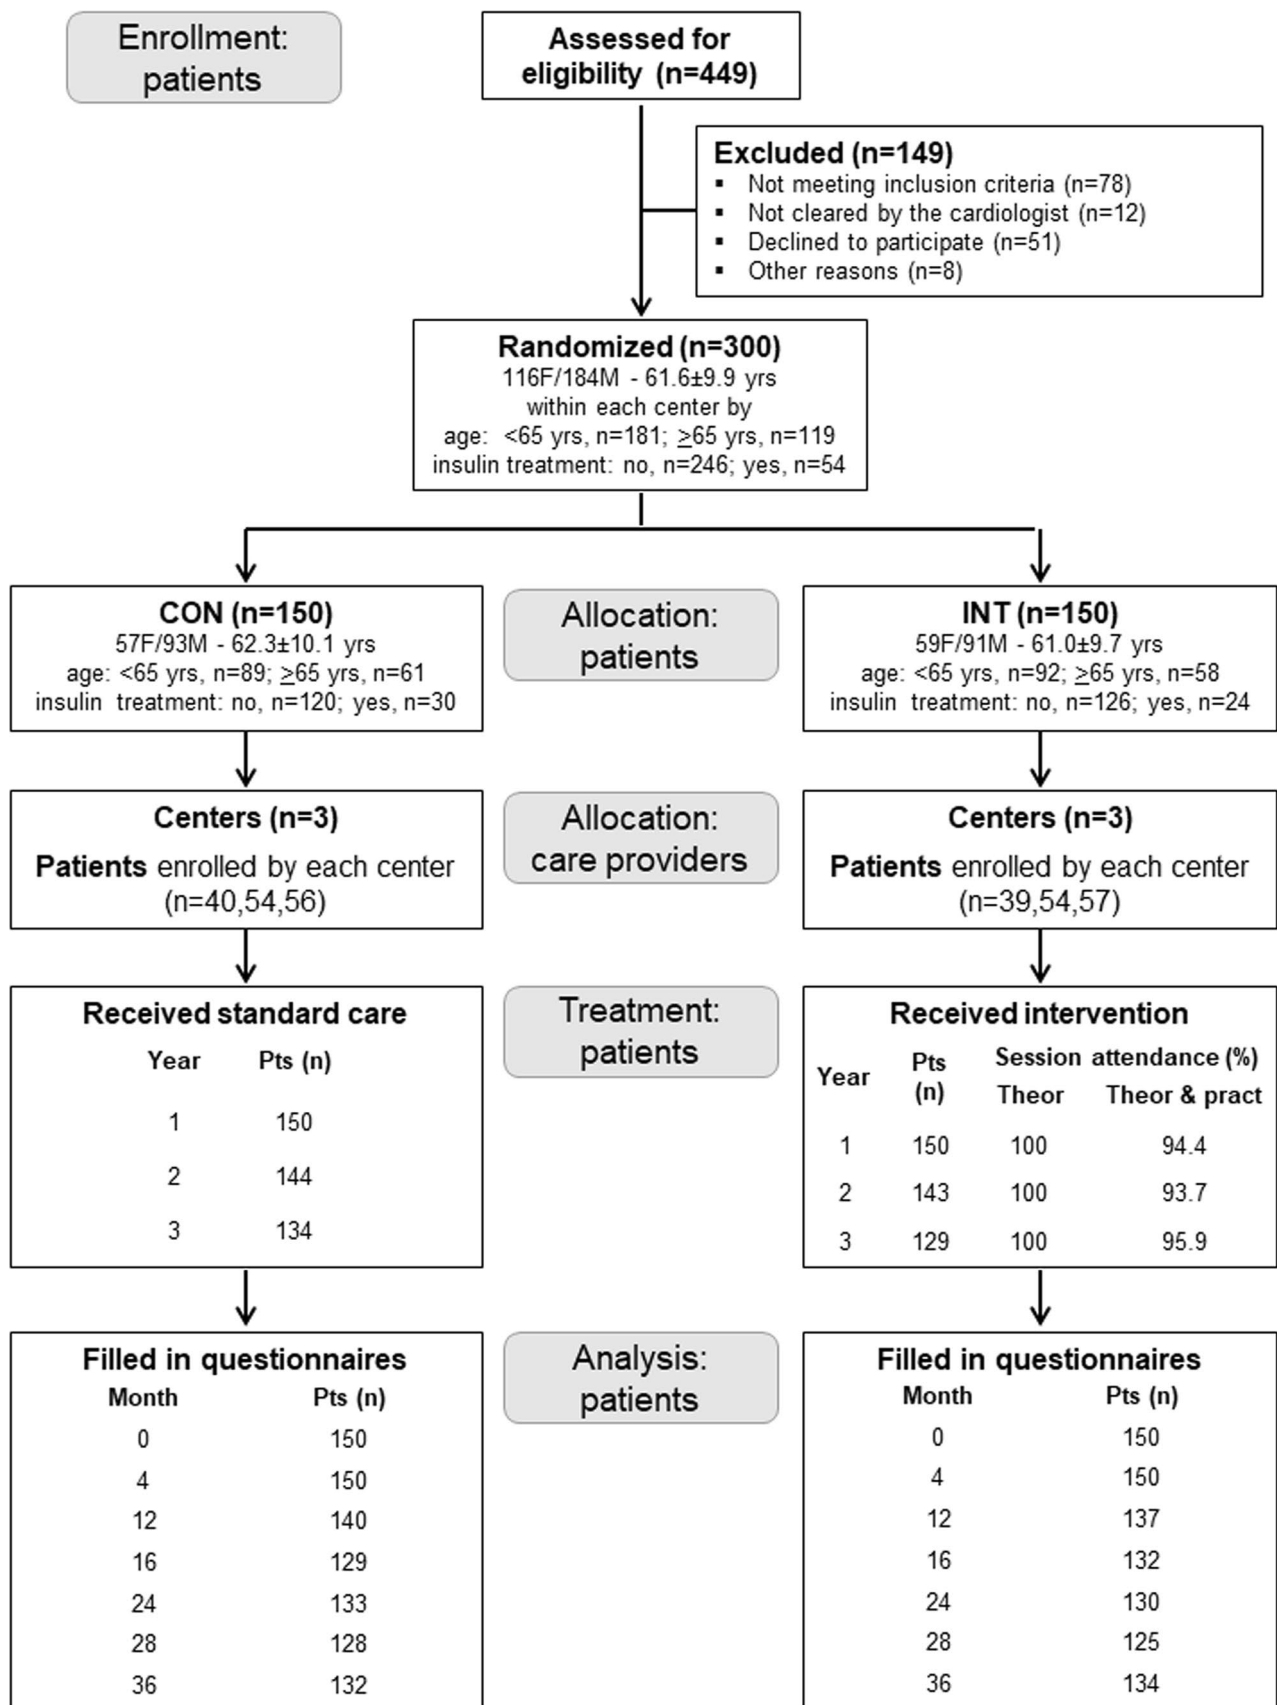 Enrollment:
patients
Assessed for
eligibility (n=449)
Excluded (n=149)
▪ Not meeting inclusion criteria (n=78)
▪ Not cleared by the cardiologist (n=12)
▪ Declined to participate (n=51)
▪ Other reasons (n=8)
Randomized (n=300)
116F/184M - 61.6±9.9 yrs
within each center by
age: <65 yrs, n=181; ≥65 yrs, n=119
insulin treatment: no, n=246; yes, n=54
CON (n=150)
57F/93M - 62.3±10.1 yrs
age: <65 yrs, n=89; ≥65 yrs, n=61
insulin treatment: no, n=120; yes, n=30
Allocation:
patients
INT (n=150)
59F/91M - 61.0±9.7 yrs
age: <65 yrs, n=92; ≥65 yrs, n=58
insulin treatment: no, n=126; yes, n=24
Centers (n=3)
Patients enrolled by each center
(n=40,54,56)
Allocation:
care providers
Centers (n=3)
Patients enrolled by each center
(n=39,54,57)
Received standard care
Year Pts (n)
1 150
2 144
3 134
Treatment:
patients
Received intervention
Year Pts (n) Session attendance (%)
Theor Theor & pract
1 150 100 94.4
2 143 100 93.7
3 129 100 95.9
Filled in questionnaires
Month Pts (n)
0 150
4 150
12 140
16 129
24 133
28 128
36 132
Analysis:
patients
Filled in questionnaires
Month Pts (n)
0 150
4 150
12 137
16 132
24 130
28 125
36 134